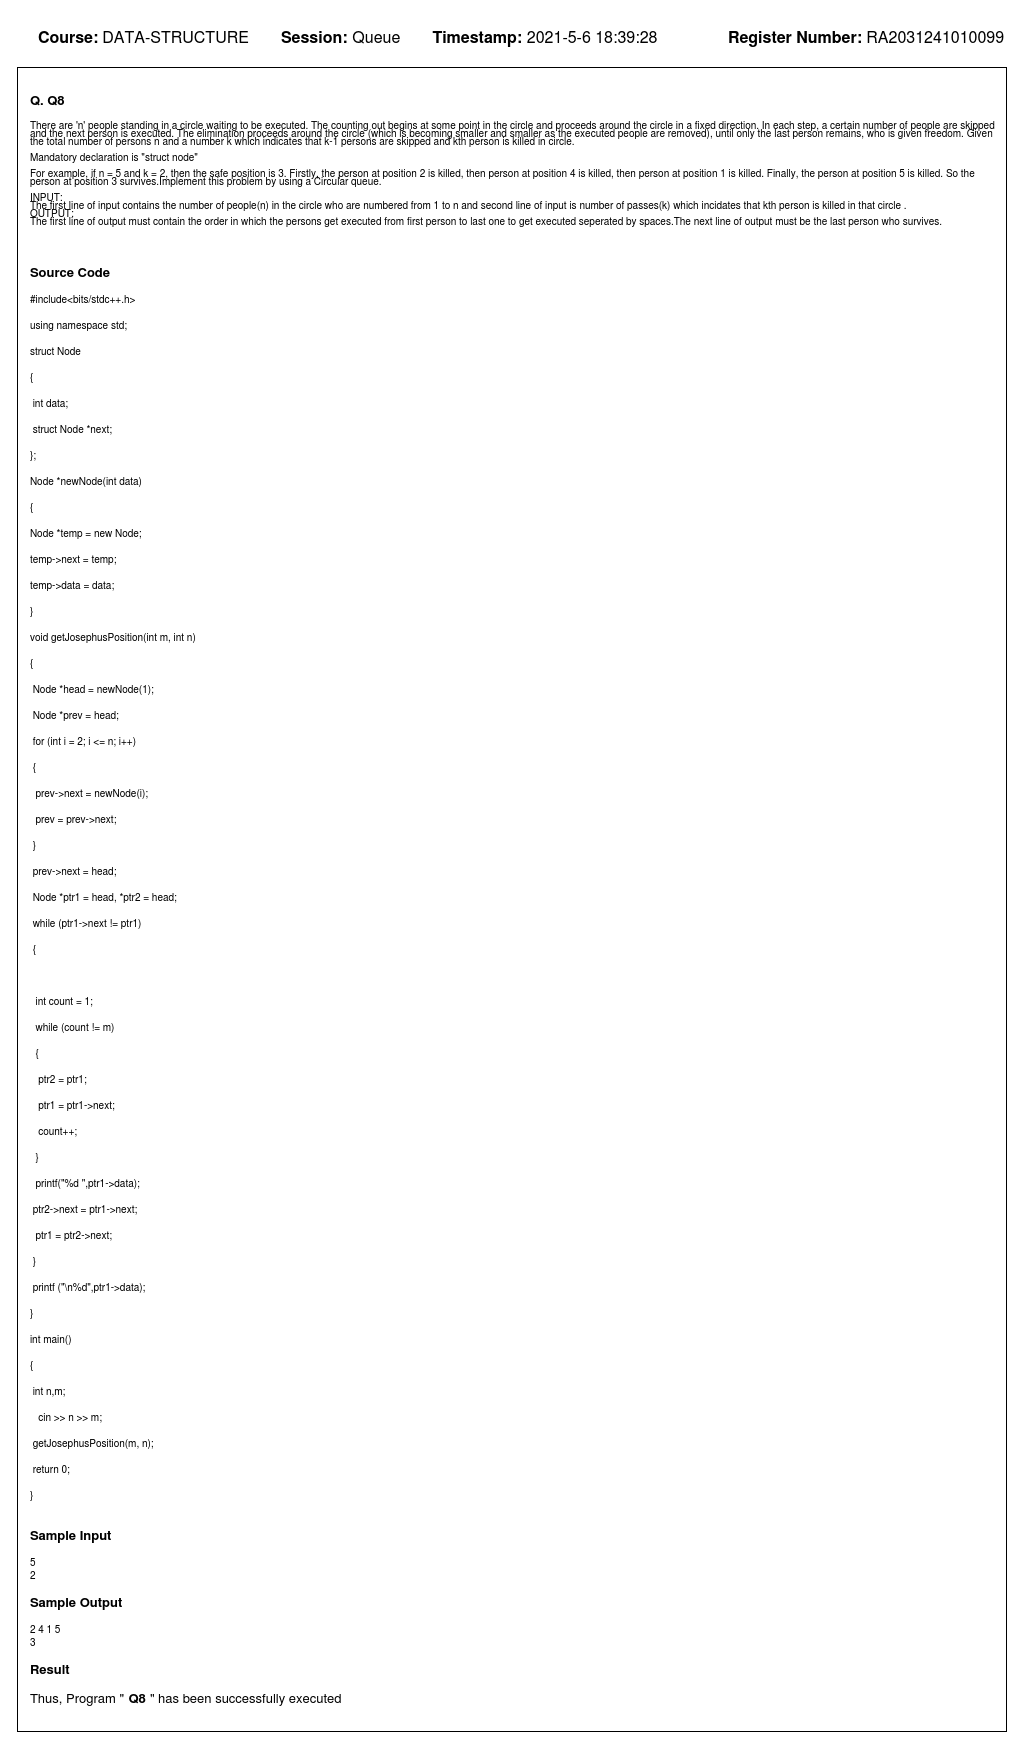 Course: DATA-STRUCTURE Session: Queue Timestamp: 2021-5-6 18:39:28 Register Number: RA2031241010099
Q. Q8
There are 'n' people standing in a circle waiting to be executed. The counting out begins at some point in the circle and proceeds around the circle in a fixed direction. In each step, a certain number of people are skipped
and the next person is executed. The elimination proceeds around the circle (which is becoming smaller and smaller as the executed people are removed), until only the last person remains, who is given freedom. Given
the total number of persons n and a number k which indicates that k-1 persons are skipped and kth person is killed in circle.
Mandatory declaration is "struct node"
For example, if n = 5 and k = 2, then the safe position is 3. Firstly, the person at position 2 is killed, then person at position 4 is killed, then person at position 1 is killed. Finally, the person at position 5 is killed. So the
person at position 3 survives.Implement this problem by using a Circular queue.
INPUT:
The first line of input contains the number of people(n) in the circle who are numbered from 1 to n and second line of input is number of passes(k) which incidates that kth person is killed in that circle .
OUTPUT:
The first line of output must contain the order in which the persons get executed from first person to last one to get executed seperated by spaces.The next line of output must be the last person who survives.
Source Code
#include<bits/stdc++.h>
using namespace std;
struct Node
{
int data;
struct Node *next;
};
Node *newNode(int data)
{
Node *temp = new Node;
temp->next = temp;
temp->data = data;
}
void getJosephusPosition(int m, int n)
{
Node *head = newNode(1);
Node *prev = head;
for (int i = 2; i <= n; i++)
{
prev->next = newNode(i);
prev = prev->next;
}
prev->next = head;
Node *ptr1 = head, *ptr2 = head;
while (ptr1->next != ptr1)
{
int count = 1;
while (count != m)
{
ptr2 = ptr1;
ptr1 = ptr1->next;
count++;
}
printf("%d ",ptr1->data);
ptr2->next = ptr1->next;
ptr1 = ptr2->next;
}
printf ("\n%d",ptr1->data);
}
int main()
{
int n,m;
cin >> n >> m;
getJosephusPosition(m, n);
return 0;
}
Sample Input
5
2
Sample Output
2 4 1 5
3
Result
Thus, Program " Q8 " has been successfully executed